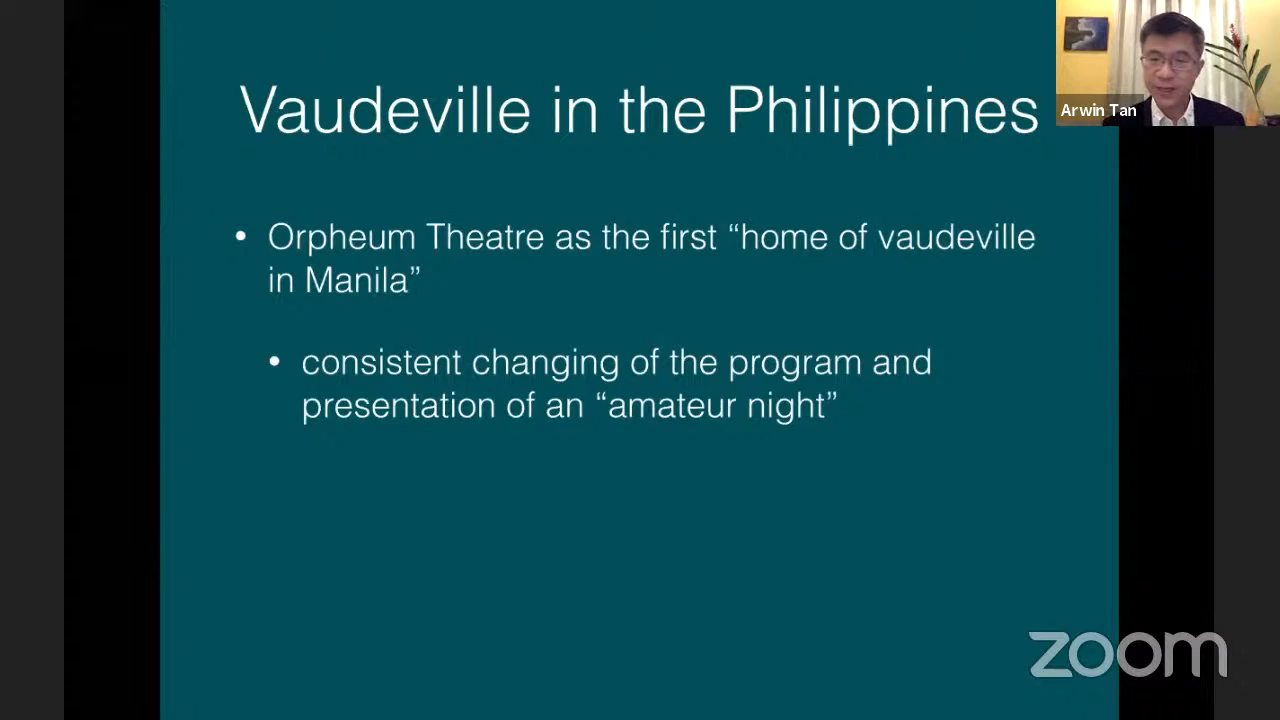 Vaudeville in the Philippines
Arwin Tan
• Orpheum Theatre as the first “home of vaudeville
in Manila”
• consistent changing of the program and
presentation of an “amateur night”
zoom